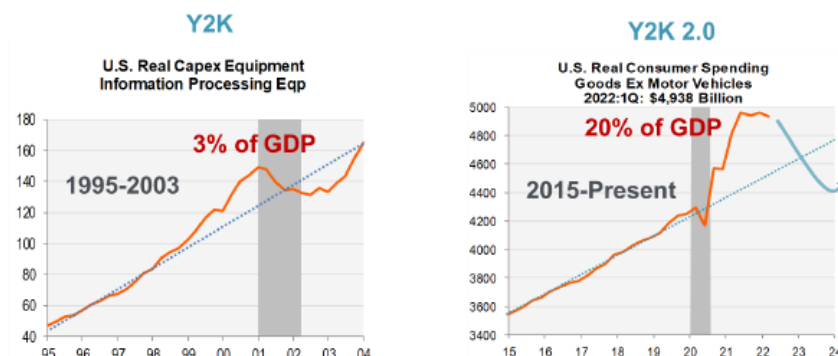 Y2K
U.S. Real Capex Equipment
Information Processing Eqp
180
160
140
120
100
80
60
40
3% of GDP
1995-2003
95 96 97 98 99 00 01 02 03 04
Y2K 2.0
U.S. Real Consumer Spending
Goods Ex Motor Vehicles
2022:1Q: $4,938 Billion
5000
4800
4600
4400
4200
4000
3800
3600
3400
20% of GDP
2015-Present
15 16 17 18 19 20 21 22 23 24